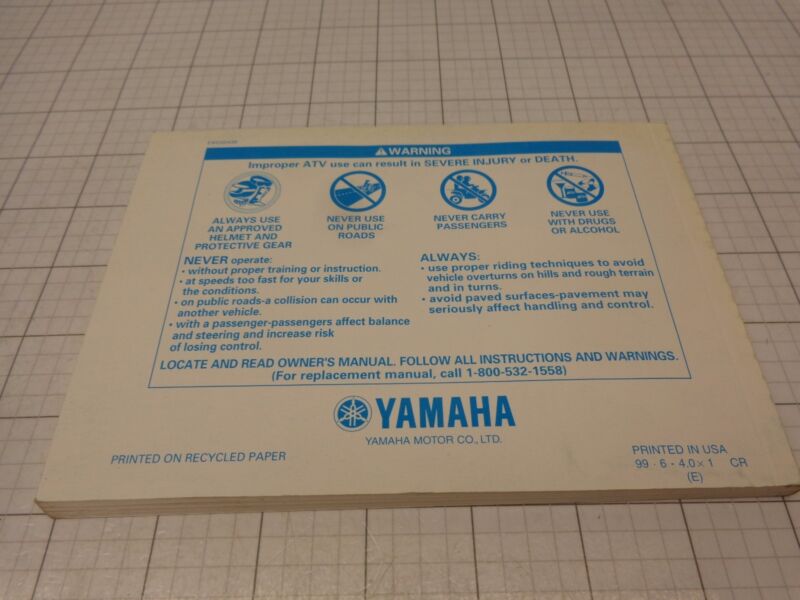 WARNING
Improper ATV use can result in SEVERE INJURY or DEATH.
ALWAYS USE
AN APPROVED
HELMET AND
PROTECTIVE GEAR
NEVER USE
ON PUBLIC
ROADS
NEVER CARRY
PASSENGERS
NEVER USE
WITH DRUGS
OR ALCOHOL
NEVER operate:
• without proper training or instruction.
• at speeds too fast for your skills or
the conditions.
• on public roads-a collision can occur with
another vehicle.
• with a passenger-passengers affect balance
and steering and increase risk
of losing control.
ALWAYS:
• use proper riding techniques to avoid
vehicle overturns on hills and rough terrain
and in turns.
• avoid paved surfaces-pavement may
seriously affect handling and control.
LOCATE AND READ OWNER'S MANUAL. FOLLOW ALL INSTRUCTIONS AND WARNINGS.
(For replacement manual, call 1-800-532-1558)
YAMAHA
YAMAHA MOTOR CO., LTD.
PRINTED ON RECYCLED PAPER
PRINTED IN USA
99 · 6 - 4.0 × 1 CR
(E)